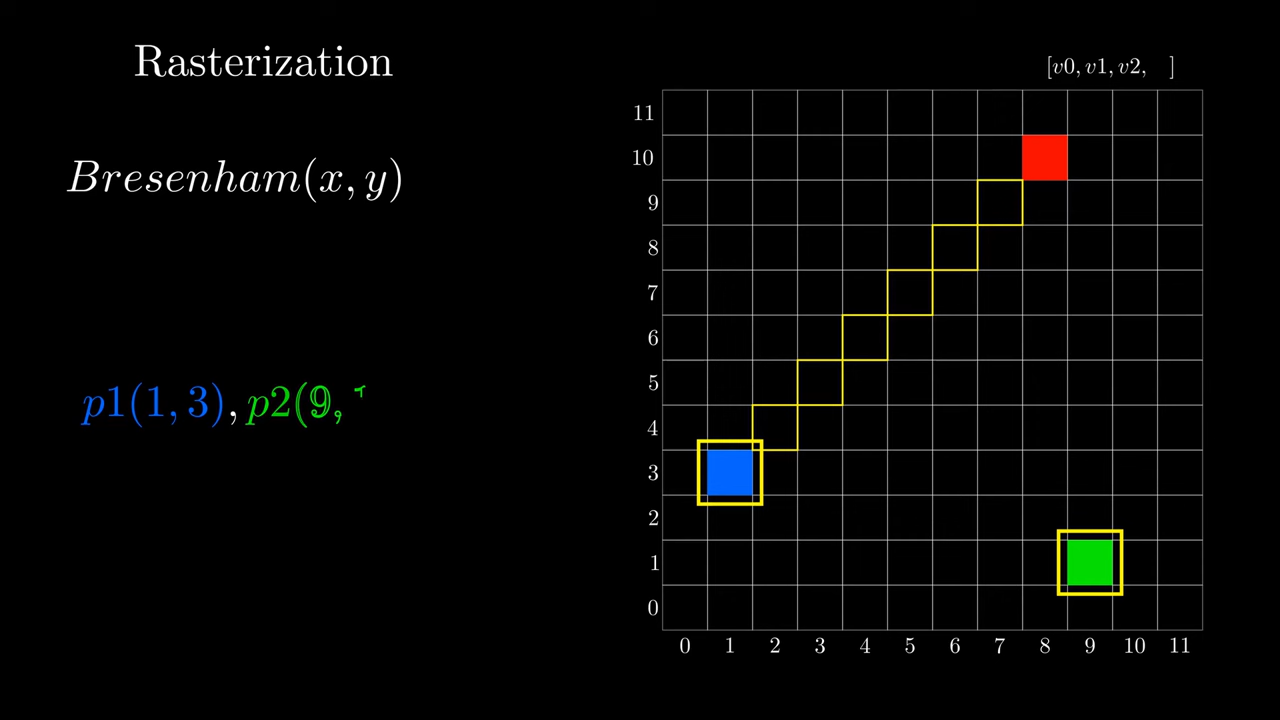 Rasterization
[v0, v1, v2, ]
Bresenham(x, y)
p1(1, 3), p2(9,
11
10
9
8
7
6
5
4
3
2
1
0
0 1 2 3 4 5 6 7 8 9 10 11